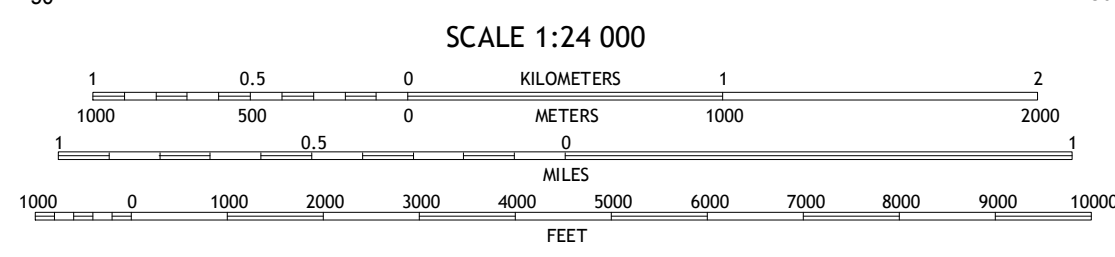 SCALE 1:24 000
1 0.5 0 KILOMETERS 1 2
1000 500 0 METERS 1000 2000
1 0.5 0 1
MILES
1000 0 1000 2000 3000 4000 5000 6000 7000 8000 9000 10000
FEET